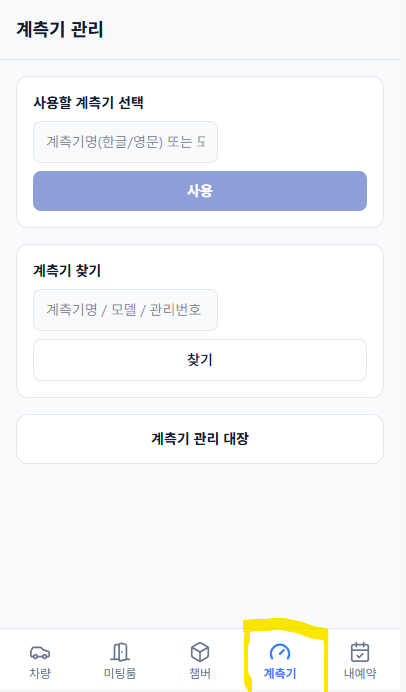 계측기 관리
사용할 계측기 선택
계측기명(한글/영문) 또는
사용
계측기 찾기
계측기명 / 모델 / 관리번호
찾기
계측기 관리 대장
차량
미팅룸
챔버
계측기
내예약